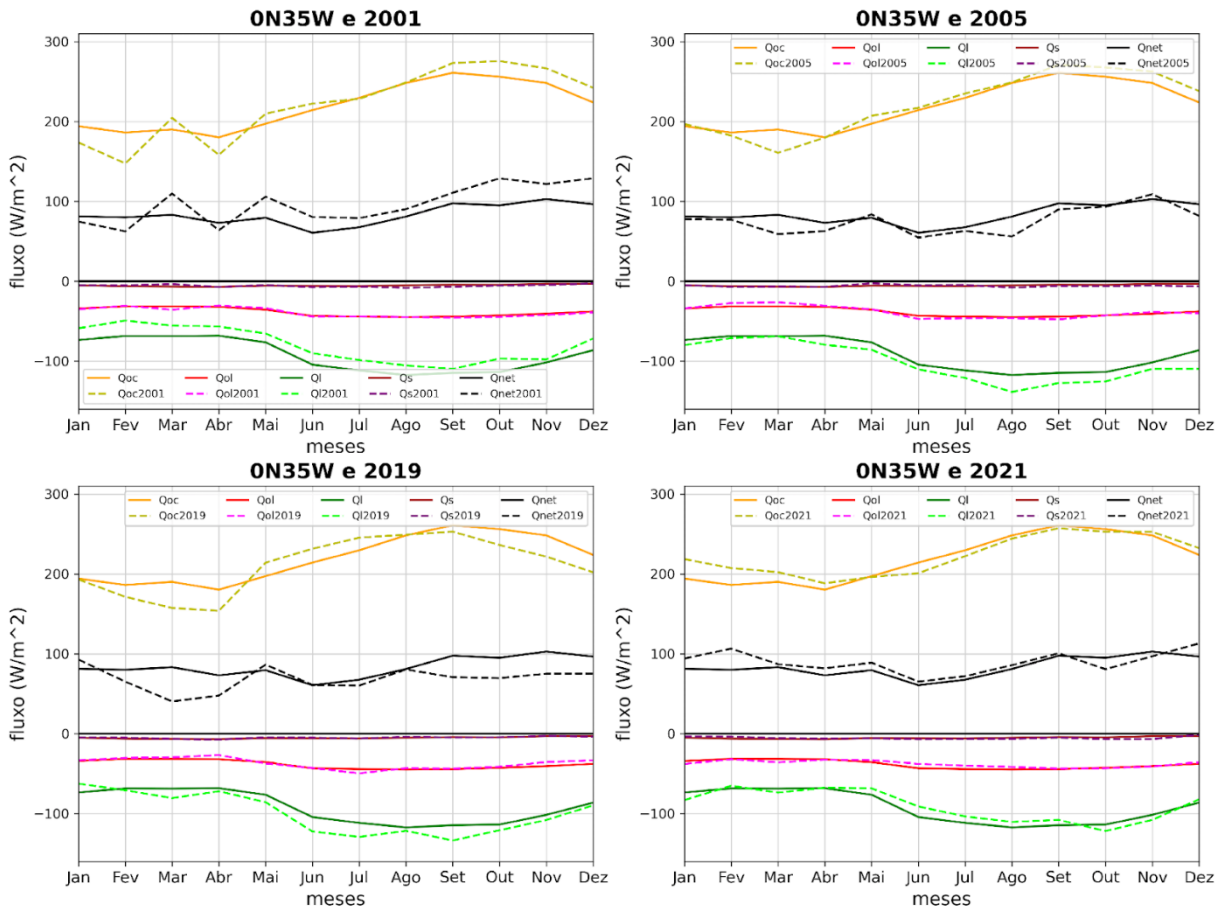 0N35W e 2001
fluxo (W/m^2)
300
200
100
0
−100
Qoc Qol Ql Qs Qnet
Qoc2001 Qol2001 Ql2001 Qs2001 Qnet2001
Jan Fev Mar Abr Mai Jun Jul Ago Set Out Nov Dez
meses
0N35W e 2005
fluxo (W/m^2)
Qoc Qol Ql Qs Qnet
Qoc2005 Qol2005 Ql2005 Qs2005 Qnet2005
300
200
100
0
−100
Jan Fev Mar Abr Mai Jun Jul Ago Set Out Nov Dez
meses
0N35W e 2019
fluxo (W/m^2)
Qoc Qol Ql Qs Qnet
Qoc2019 Qol2019 Ql2019 Qs2019 Qnet2019
300
200
100
0
−100
Jan Fev Mar Abr Mai Jun Jul Ago Set Out Nov Dez
meses
0N35W e 2021
fluxo (W/m^2)
Qoc Qol Ql Qs Qnet
Qoc2021 Qol2021 Ql2021 Qs2021 Qnet2021
300
200
100
0
−100
Jan Fev Mar Abr Mai Jun Jul Ago Set Out Nov Dez
meses